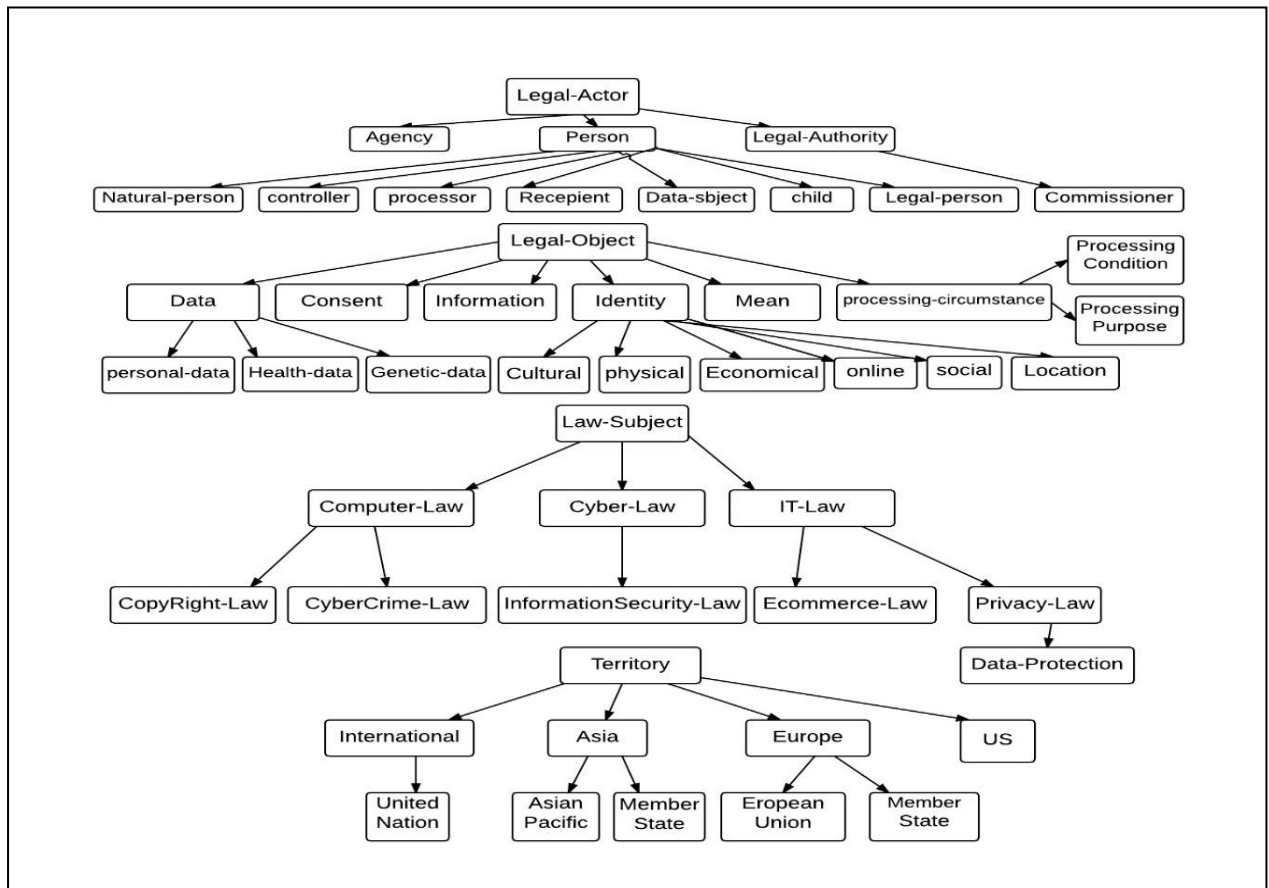 Legal-Actor
Agency
Person
Legal-Authority
Natural-person
controller
processor
Recepient
Data-sbject
child
Legal-person
Commissioner
Legal-Object
Processing
Condition
Data
Consent
Information
Identity
Mean
processing-circumstance
Processing
Purpose
personal-data
Health-data
Genetic-data
Cultural
physical
Economical
online
social
Location
Law-Subject
Computer-Law
Cyber-Law
IT-Law
CopyRight-Law
CyberCrime-Law
InformationSecurity-Law
Ecommerce-Law
Privacy-Law
Data-Protection
Territory
International
Asia
Europe
US
United
Nation
Asian
Pacific
Member
State
Eropean
Union
Member
State